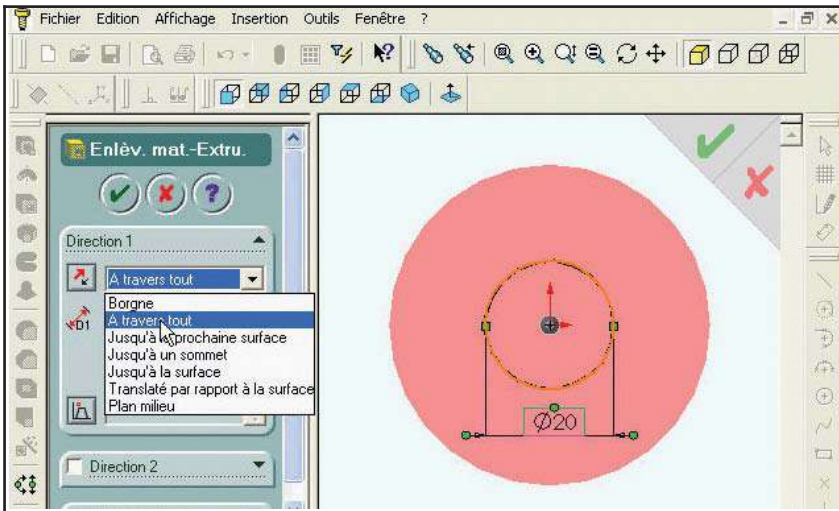 Fichier Edition Affichage Insertion Outils Fenêtre ?
Enlèv. mat.-Extru.
?
Direction 1
A travers tout
D1
Borgne
A travers tout
Jusqu'à prochaine surface
Jusqu'à un sommet
Jusqu'à la surface
Translaté par rapport à la surface
Plan milieu
Direction 2
Ø20